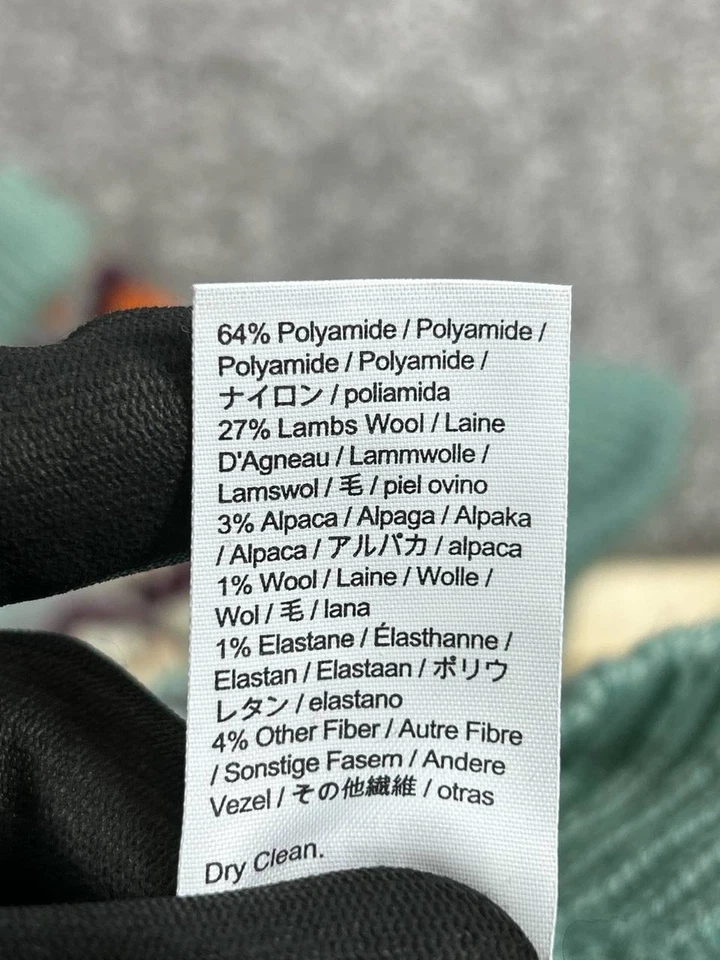 64% Polyamide / Polyamide /
Polyamide / Polyamide /
ナイロン / poliamida
27% Lambs Wool / Laine
D'Agneau / Lammwolle /
Lamswol / 毛 / piel ovino
3% Alpaca / Alpaga / Alpaka
/ Alpaca / アルパカ / alpaca
1% Wool / Laine / Wolle /
Wol / 毛 / lana
1% Elastane / Élasthanne /
Elastan / Elastaan / ポリウ
レタン / elastano
4% Other Fiber / Autre Fibre
/ Sonstige Fasern / Andere
Vezel / その他繊維 / otras
Dry Clean.